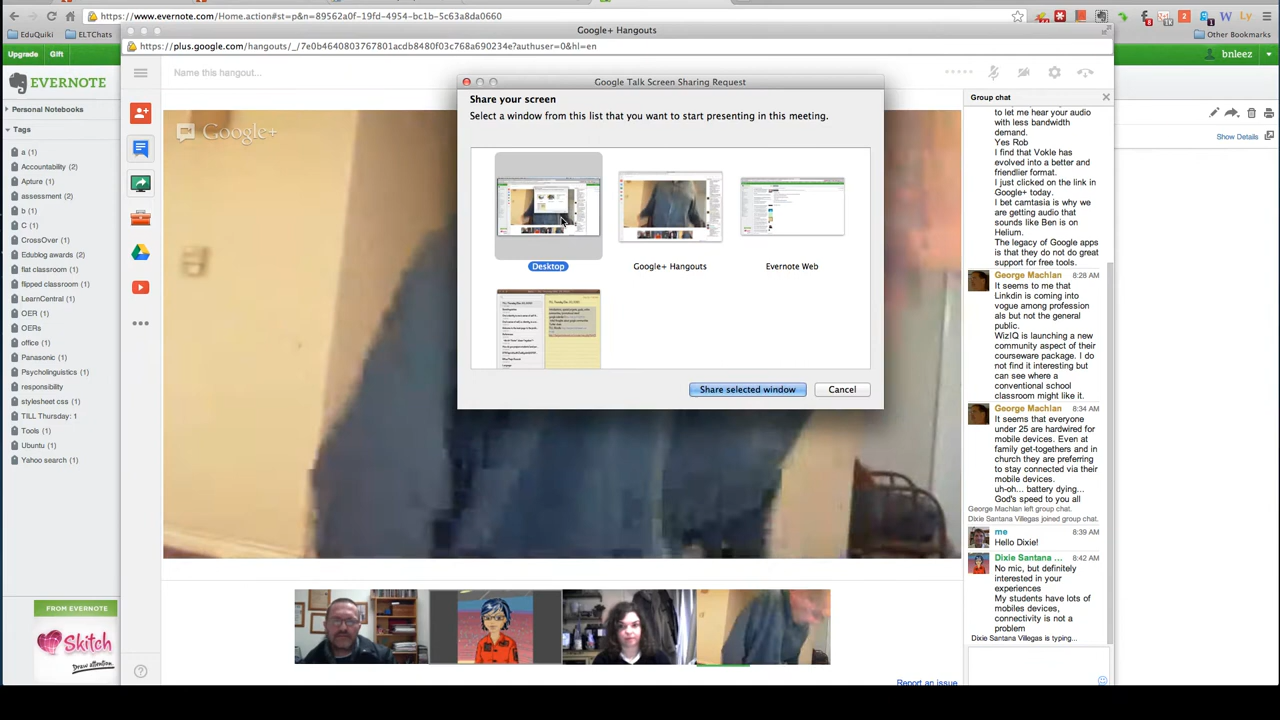 https://www.evernote.com/Home.action#st=p&n=89562a0f-19fd-4954-bc1b-5c63a8da0660
EduQuiki
ELTChats
Other Bookmarks
Google+ Hangouts
https://plus.google.com/hangouts/_/7e0b4640803767801acdb8480f03c768a690234e?authuser=0&hl=en
Upgrade
Gift
bnleez
EVERNOTE
Name this hangout...
Show Details
Personal Notebooks
Tags
a (1)
Accountability (2)
Apture (1)
assessment (2)
b (1)
C (1)
CrossOver (1)
Edublog awards (2)
flat classroom (1)
flipped classroom (1)
LearnCentral (1)
OER (1)
OERs
office (1)
Panasonic (1)
Psycholinguistics (1)
responsibility
stylesheet css (1)
TILL Thursday: 1
Tools (1)
Ubuntu (1)
Yahoo search (1)
FROM EVERNOTE
Skitch
Draw attention.
Google+
Google Talk Screen Sharing Request
Share your screen
Select a window from this list that you want to start presenting in this meeting.
Desktop
Google+ Hangouts
Evernote Web
Share selected window
Cancel
Group chat
to let me hear your audio
with less bandwidth
demand.
Yes Rob
I find that Vokle has
evolved into a better and
friendlier format.
I just clicked on the link in
Google+ today.
I bet camtasia is why we
are getting audio that
sounds like Ben is on
Helium.
The legacy of Google apps
is that they do not do great
support for free tools.
George Machlan
8:28 AM
It seems to me that
Linkdin is coming into
vogue among profession
als but not the general
public.
WizIQ is launching a new
community aspect of their
courseware package. I do
not find it interesting but
can see where a
conventional school
classroom might like it.
George Machlan
8:34 AM
It seems that everyone
under 25 are hardwired for
mobile devices. Even at
family get-togethers and in
church they are preferring
to stay connected via their
mobile devices.
uh-oh... battery dying...
God's speed to you all
George Machlan left group chat.
Dixie Santana Villegas joined group chat.
me
8:39 AM
Hello Dixie!
Dixie Santana ...
8:42 AM
No mic, but definitely
interested in your
experiences
My students have lots of
mobiles devices,
connectivity is not a
problem
Dixie Santana Villegas is typing...
Report an issue